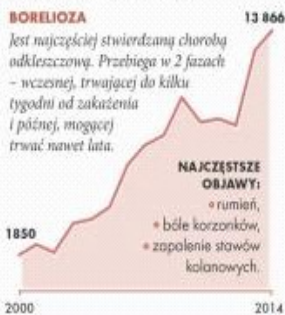 BORELIOZA
13 866
Jest najczęściej stwierdzaną chorobą
odkleszczową. Przebiega w 2 fazach
– wczesnej, trwającej do kilku
tygodni od zakażenia
i późnej, mogącej
trwać nawet lata.
NAJCZĘSTSZE
OBJAWY:
• rumień,
• bóle korzonków,
• zapalenie stawów
kolanowych.
1850
2000
2014